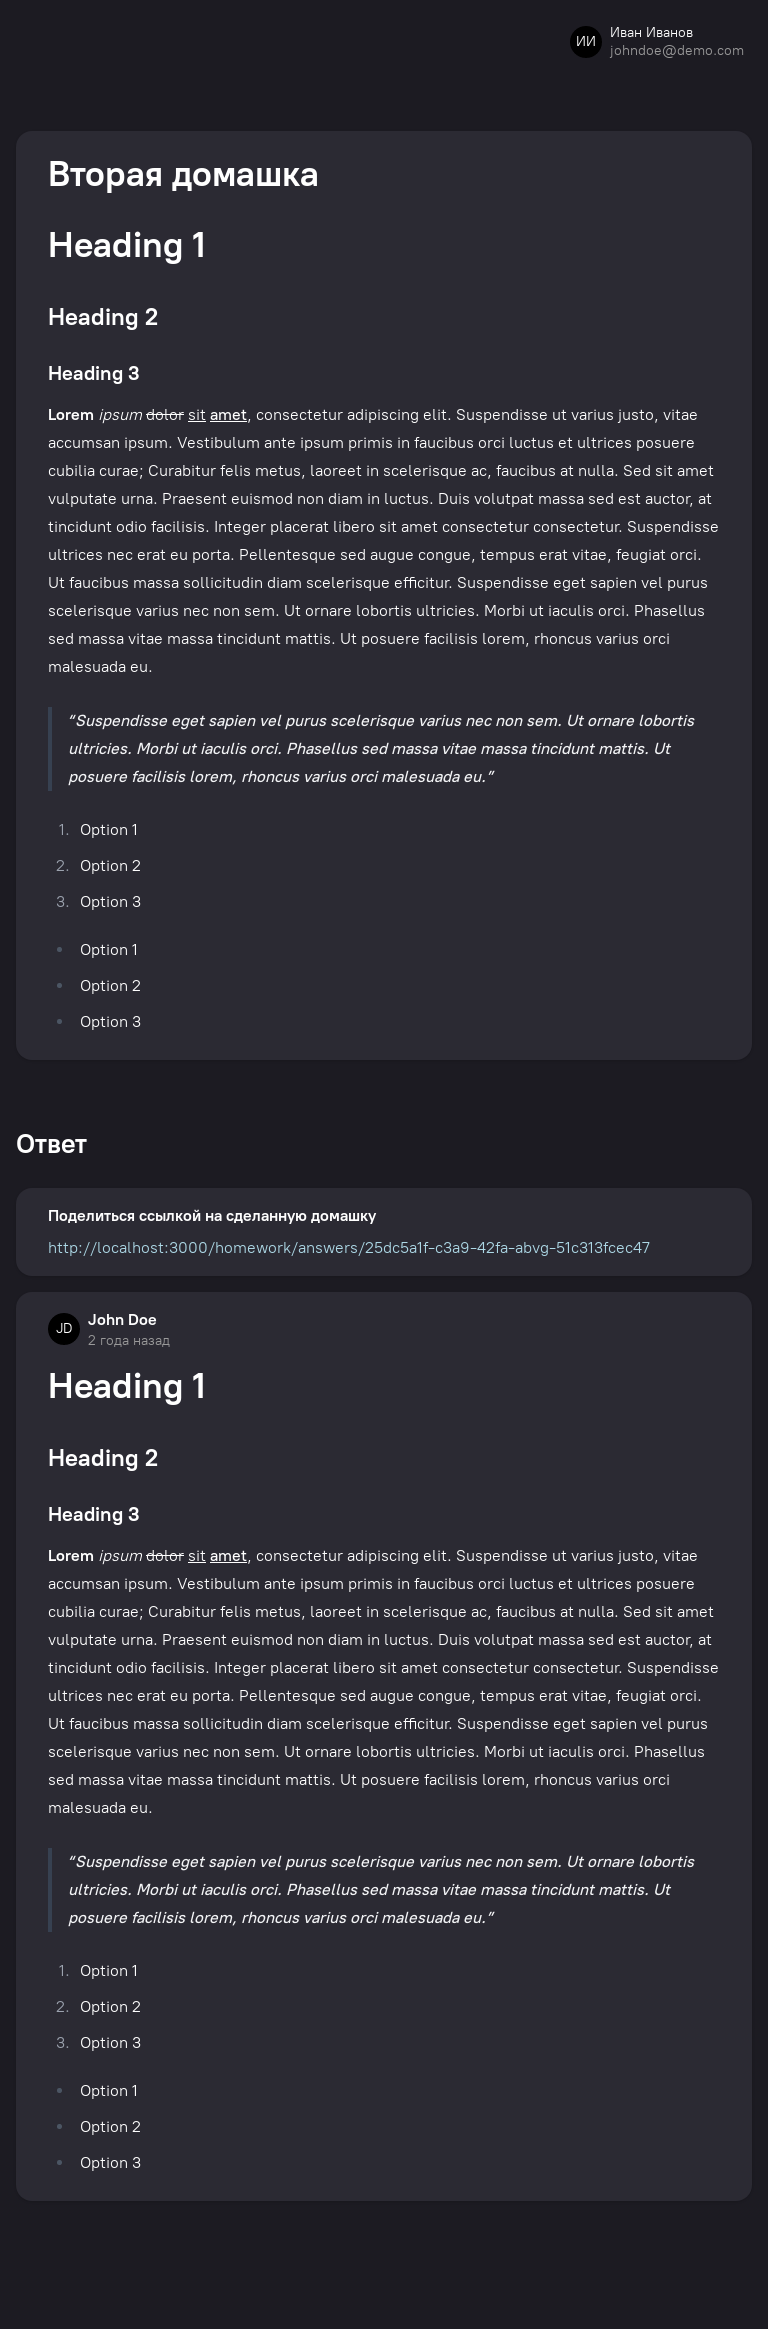 ИИ
Иван Иванов
johndoe@demo.com
Вторая домашка
Heading 1
Heading 2
Heading 3
Lorem ipsum dolor sit amet, consectetur adipiscing elit. Suspendisse ut varius justo, vitae
accumsan ipsum. Vestibulum ante ipsum primis in faucibus orci luctus et ultrices posuere
cubilia curae; Curabitur felis metus, laoreet in scelerisque ac, faucibus at nulla. Sed sit amet
vulputate urna. Praesent euismod non diam in luctus. Duis volutpat massa sed est auctor, at
tincidunt odio facilisis. Integer placerat libero sit amet consectetur consectetur. Suspendisse
ultrices nec erat eu porta. Pellentesque sed augue congue, tempus erat vitae, feugiat orci.
Ut faucibus massa sollicitudin diam scelerisque efficitur. Suspendisse eget sapien vel purus
scelerisque varius nec non sem. Ut ornare lobortis ultricies. Morbi ut iaculis orci. Phasellus
sed massa vitae massa tincidunt mattis. Ut posuere facilisis lorem, rhoncus varius orci
malesuada eu.
“Suspendisse eget sapien vel purus scelerisque varius nec non sem. Ut ornare lobortis
ultricies. Morbi ut iaculis orci. Phasellus sed massa vitae massa tincidunt mattis. Ut
posuere facilisis lorem, rhoncus varius orci malesuada eu.”
1. Option 1
2. Option 2
3. Option 3
• Option 1
• Option 2
• Option 3
Ответ
Поделиться ссылкой на сделанную домашку
http://localhost:3000/homework/answers/25dc5a1f-c3a9-42fa-abvg-51c313fcec47
JD
John Doe
2 года назад
Heading 1
Heading 2
Heading 3
Lorem ipsum dolor sit amet, consectetur adipiscing elit. Suspendisse ut varius justo, vitae
accumsan ipsum. Vestibulum ante ipsum primis in faucibus orci luctus et ultrices posuere
cubilia curae; Curabitur felis metus, laoreet in scelerisque ac, faucibus at nulla. Sed sit amet
vulputate urna. Praesent euismod non diam in luctus. Duis volutpat massa sed est auctor, at
tincidunt odio facilisis. Integer placerat libero sit amet consectetur consectetur. Suspendisse
ultrices nec erat eu porta. Pellentesque sed augue congue, tempus erat vitae, feugiat orci.
Ut faucibus massa sollicitudin diam scelerisque efficitur. Suspendisse eget sapien vel purus
scelerisque varius nec non sem. Ut ornare lobortis ultricies. Morbi ut iaculis orci. Phasellus
sed massa vitae massa tincidunt mattis. Ut posuere facilisis lorem, rhoncus varius orci
malesuada eu.
“Suspendisse eget sapien vel purus scelerisque varius nec non sem. Ut ornare lobortis
ultricies. Morbi ut iaculis orci. Phasellus sed massa vitae massa tincidunt mattis. Ut
posuere facilisis lorem, rhoncus varius orci malesuada eu.”
1. Option 1
2. Option 2
3. Option 3
• Option 1
• Option 2
• Option 3